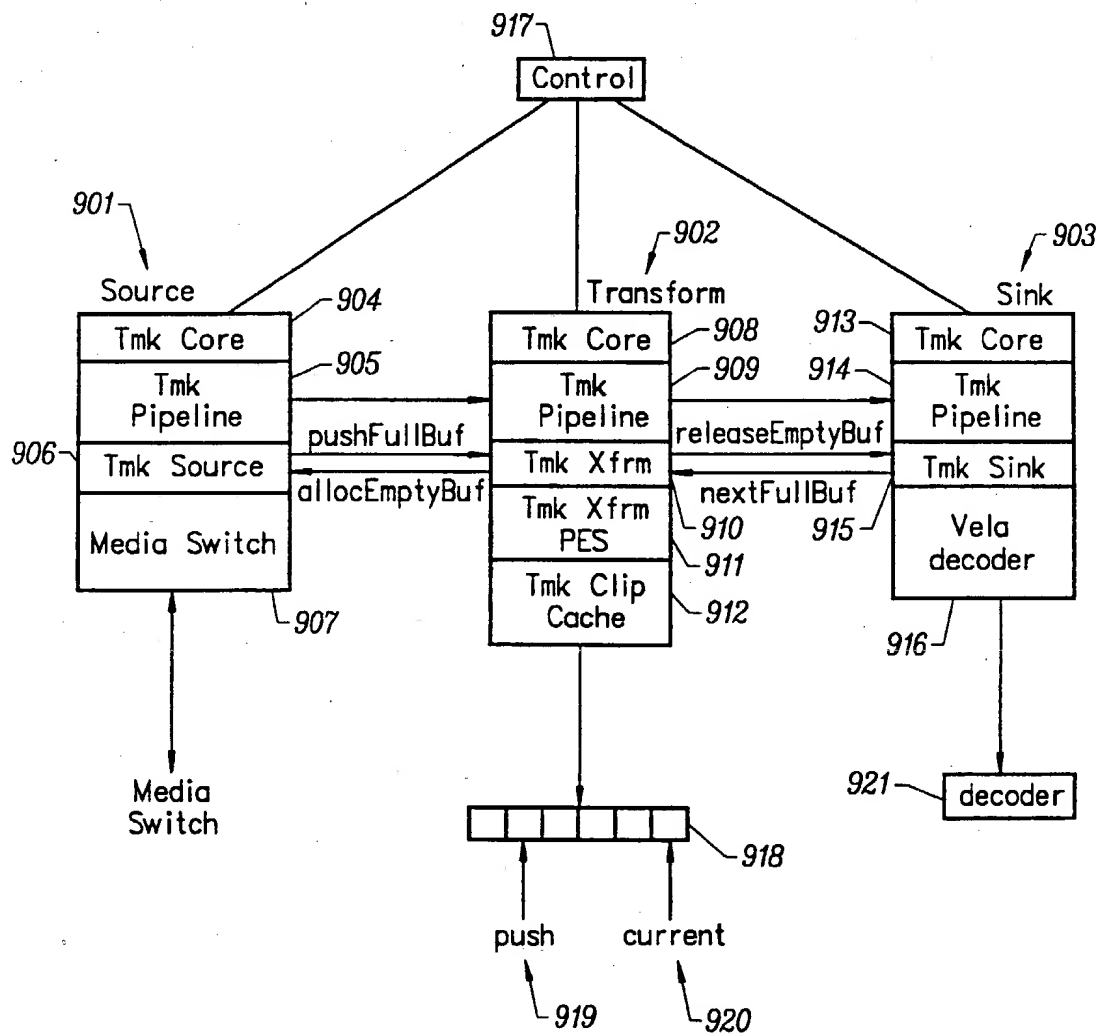 917
Control
901
902
903
Source
Transform
Sink
904
908
913
Tmk Core
Tmk Core
Tmk Core
905
909
914
Tmk
Pipeline
Tmk
Pipeline
Tmk
Pipeline
pushFullBuf
releaseEmptyBuf
906
Tmk Source
Tmk Xfrm
Tmk Sink
allocEmptyBuf
nextFullBuf
910
915
Media Switch
Tmk Xfrm
PES
Vela
decoder
911
Tmk Clip
Cache
912
907
916
Media
Switch
921
decoder
918
push
current
919
920